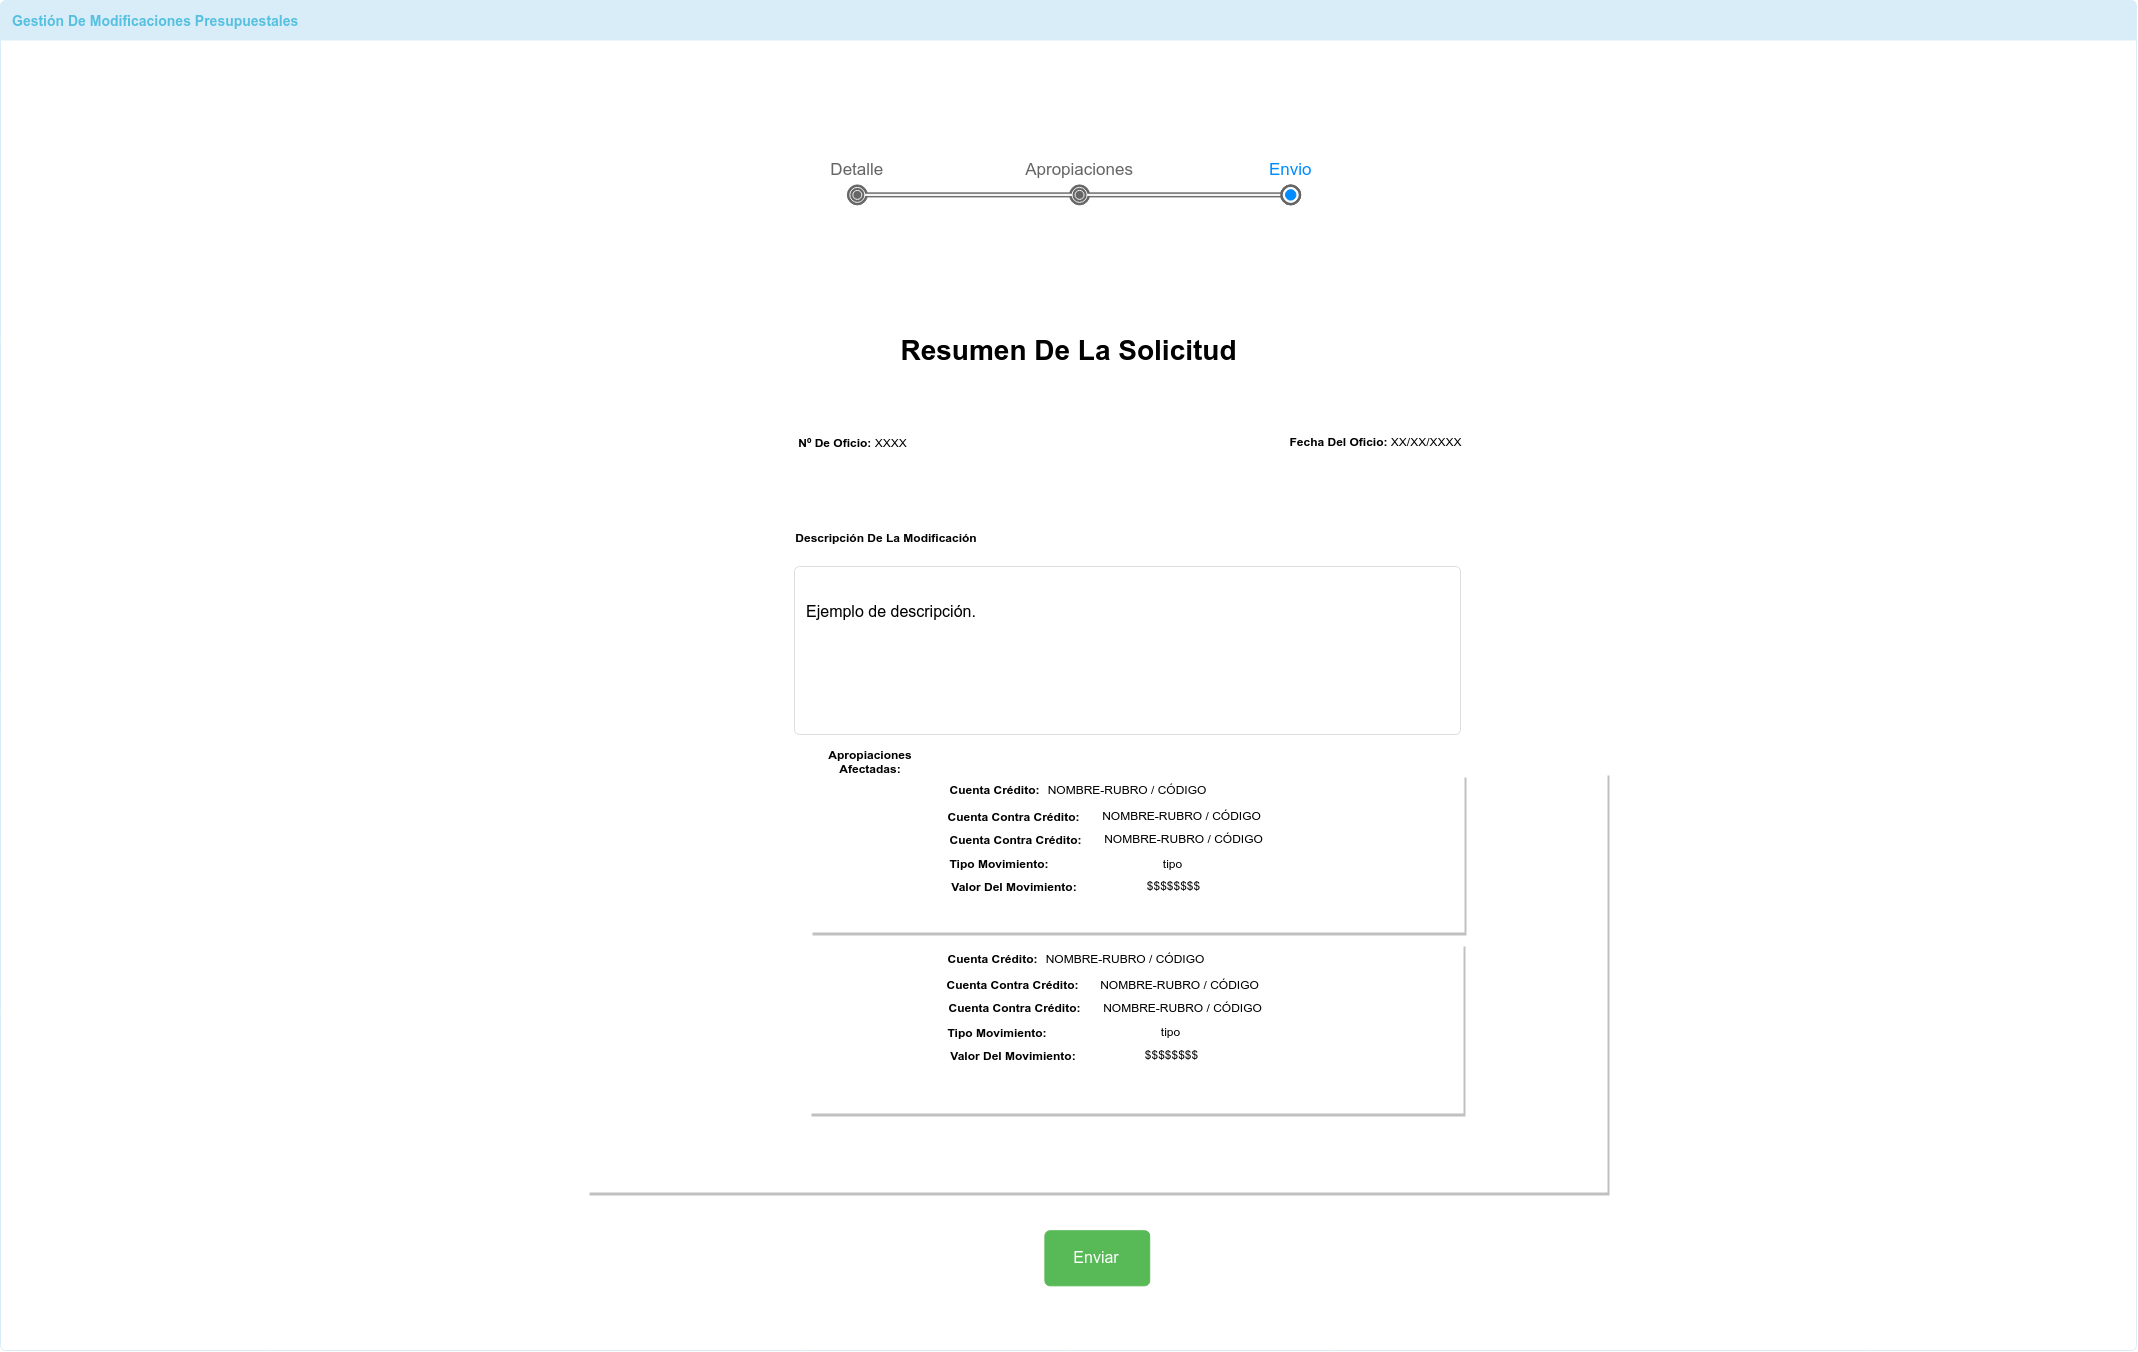 Gestión De Modificaciones Presupuestales
Detalle Apropiaciones Envio
Resumen De La Solicitud
Nº De Oficio: XXXX Fecha Del Oficio: XX/XX/XXXX
Descripción De La Modificación
Ejemplo de descripción.
Apropiaciones
Afectadas:
Cuenta Crédito: NOMBRE-RUBRO / CÓDIGO
Cuenta Contra Crédito: NOMBRE-RUBRO / CÓDIGO
Cuenta Contra Crédito: NOMBRE-RUBRO / CÓDIGO
Tipo Movimiento: tipo
Valor Del Movimiento: $$$$$$$$
Cuenta Crédito: NOMBRE-RUBRO / CÓDIGO
Cuenta Contra Crédito: NOMBRE-RUBRO / CÓDIGO
Cuenta Contra Crédito: NOMBRE-RUBRO / CÓDIGO
Tipo Movimiento: tipo
Valor Del Movimiento: $$$$$$$$
Enviar